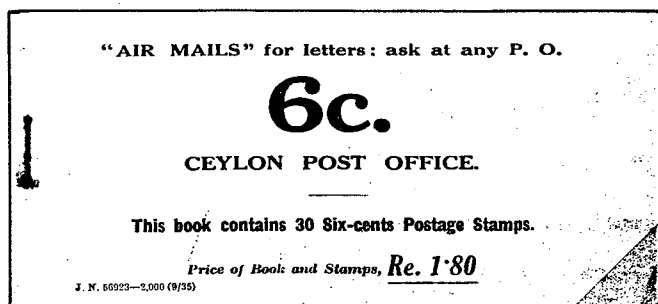 "AIR MAILS" for letters: ask at any P. O.
6c.
CEYLON POST OFFICE.
This book contains 30 Six-cents Postage Stamps.
Price of Book and Stamps, Re. 1·80
J. N. 56923—2,000 (9/35)